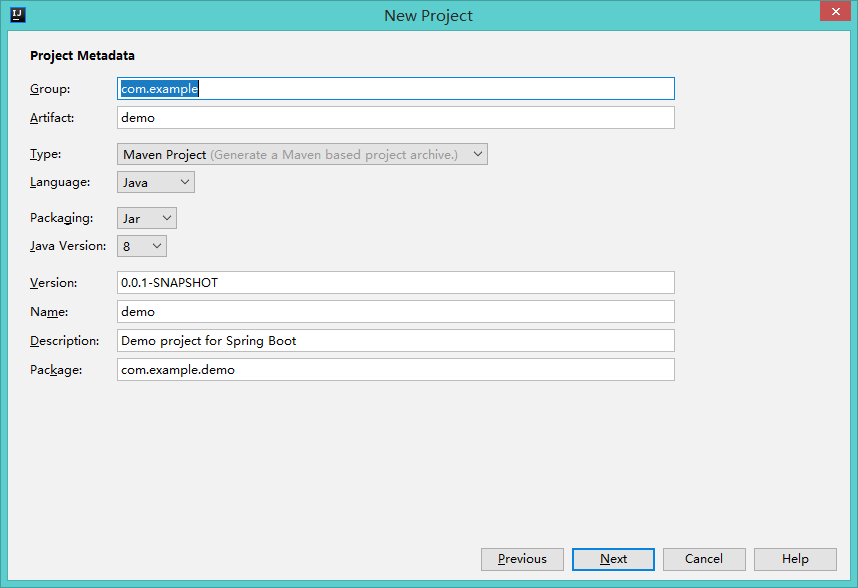 New Project
Project Metadata
Group: com.example
Artifact: demo
Type: Maven Project (Generate a Maven based project archive.)
Language: Java
Packaging: Jar
Java Version: 8
Version: 0.0.1-SNAPSHOT
Name: demo
Description: Demo project for Spring Boot
Package: com.example.demo
Previous Next Cancel Help